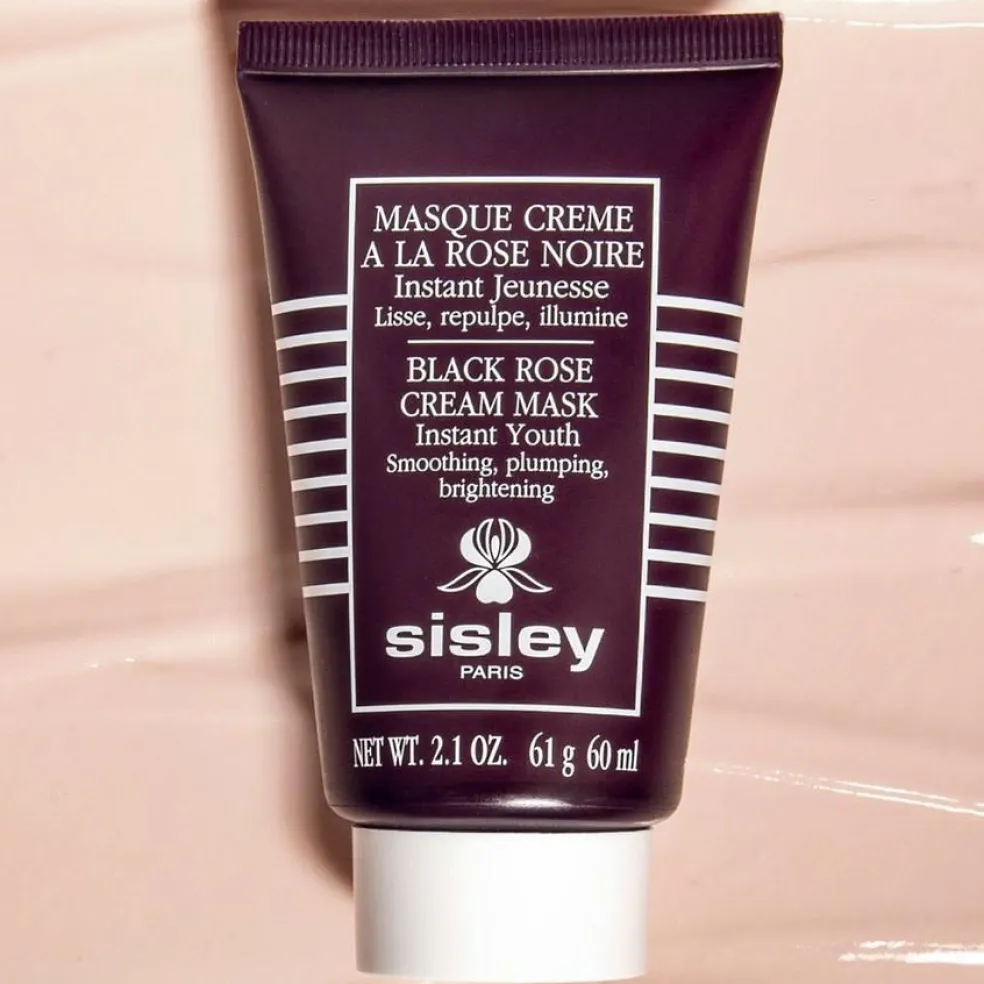 MASQUE CREME
A LA ROSE NOIRE
Instant Jeunesse
Lisse, repulpe, illumine
BLACK ROSE
CREAM MASK
Instant Youth
Smoothing, plumping,
brightening
sisley
PARIS
NET WT. 2.1 OZ. 61 g 60 ml